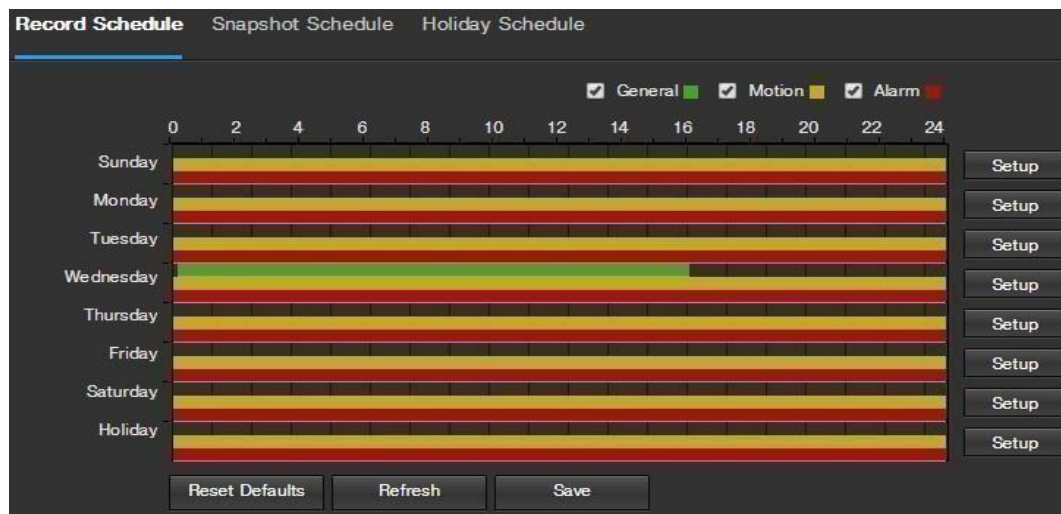 Record Schedule Snapshot Schedule Holiday Schedule
General Motion Alarm
0 2 4 6 8 10 12 14 16 18 20 22 24
Sunday Setup
Monday Setup
Tuesday Setup
Wednesday Setup
Thursday Setup
Friday Setup
Saturday Setup
Holiday Setup
Reset Defaults Refresh Save